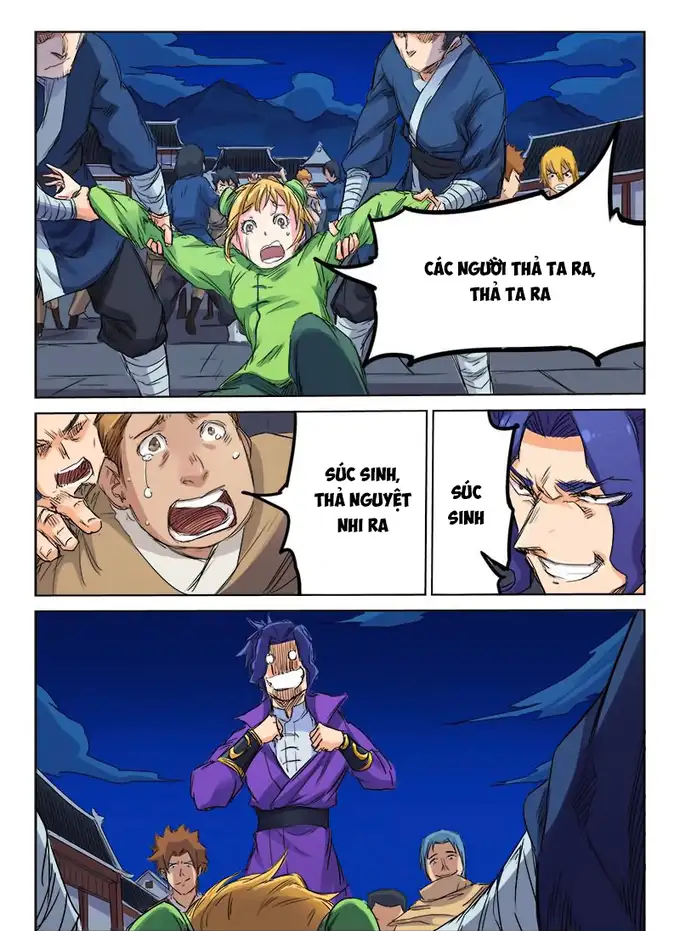 CÁC NGƯỜI THẢ TA RA,
THẢ TA RA
SÚC SINH,
THẢ NGUYỆT
NHI RA
SÚC
SINH